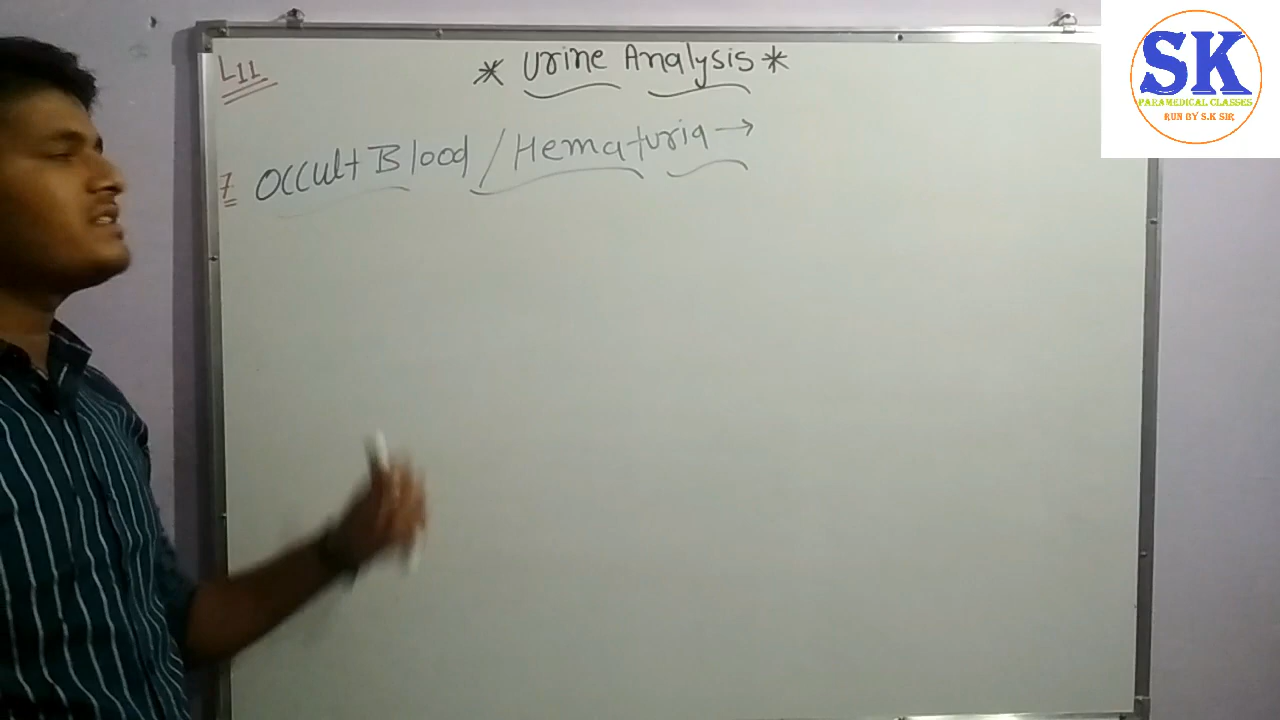 L11
* Urine Analysis *
7 Occult Blood / Hematuria →
SK
PARAMEDICAL CLASSES
RUN BY S.K SIR